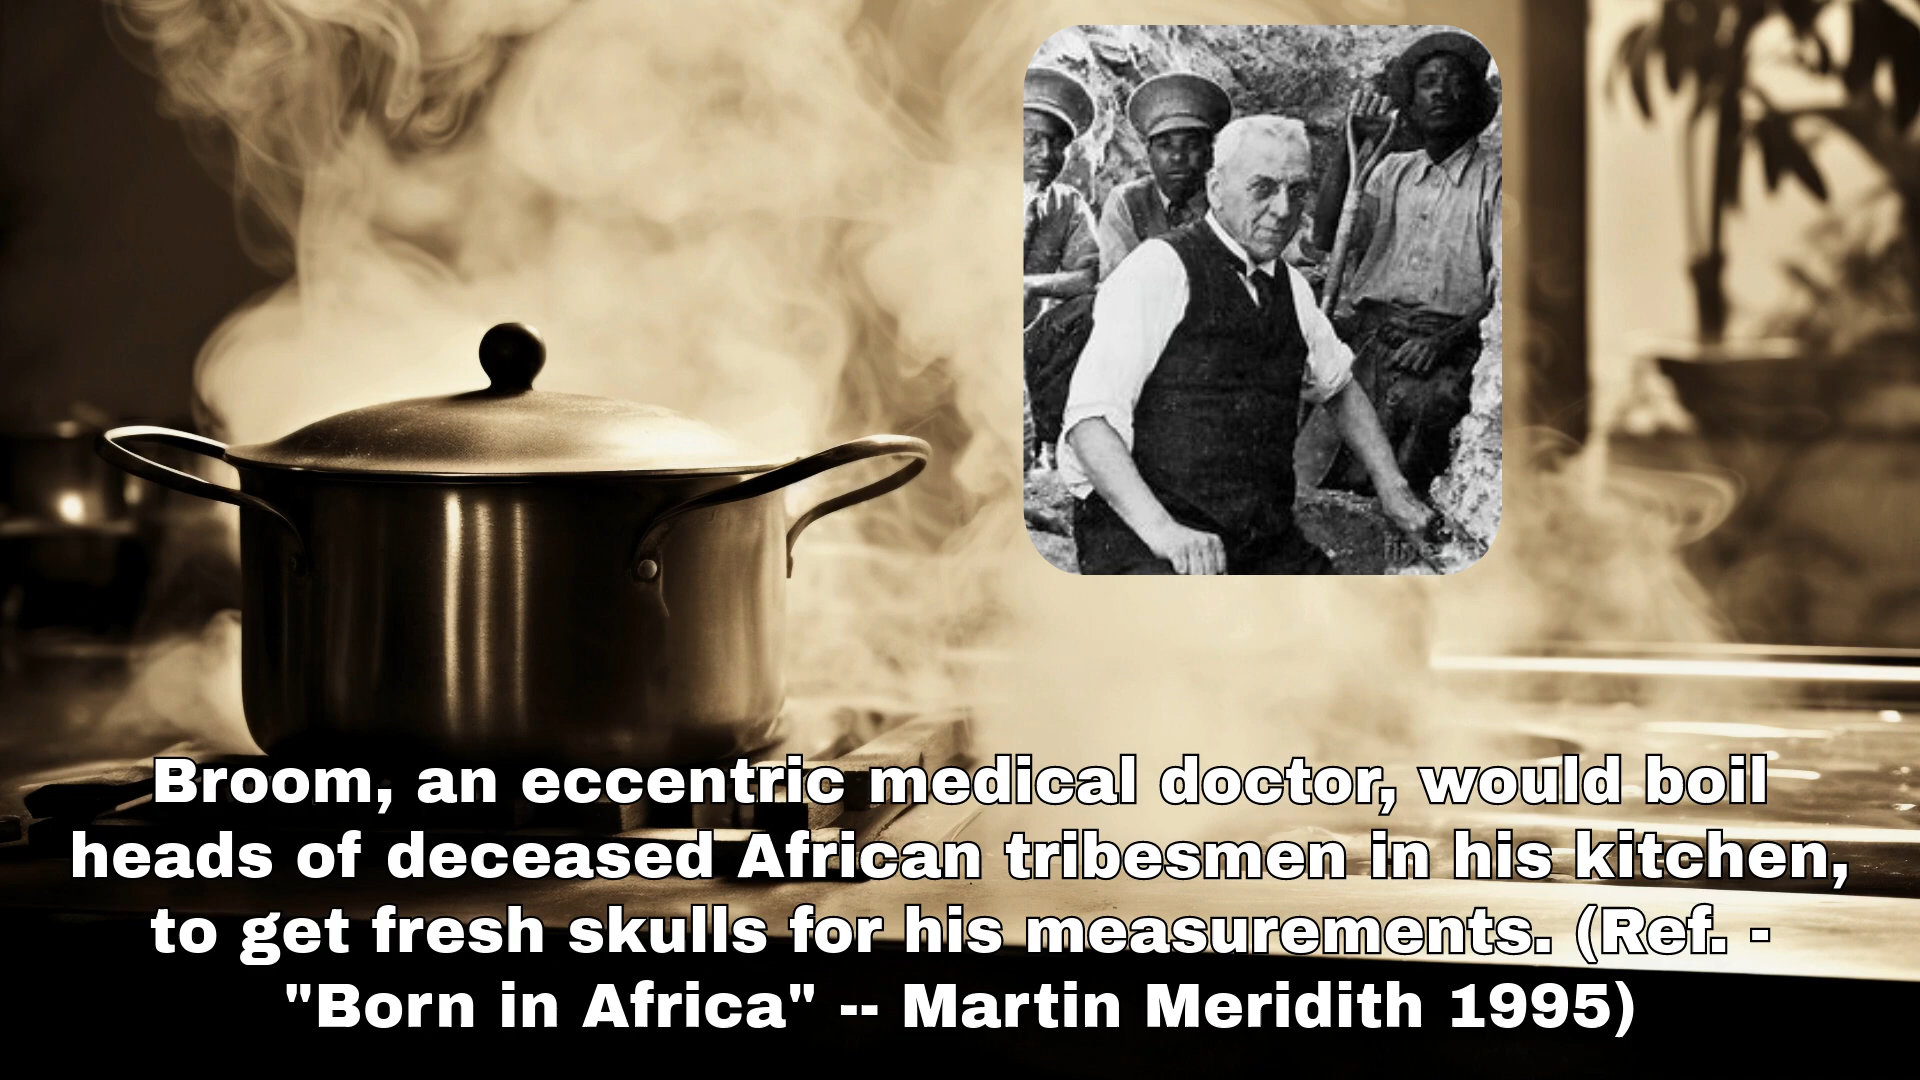 Broom, an eccentric medical doctor, would boil
heads of deceased African tribesmen in his kitchen,
to get fresh skulls for his measurements. (Ref. -
"Born in Africa" -- Martin Meridith 1995)